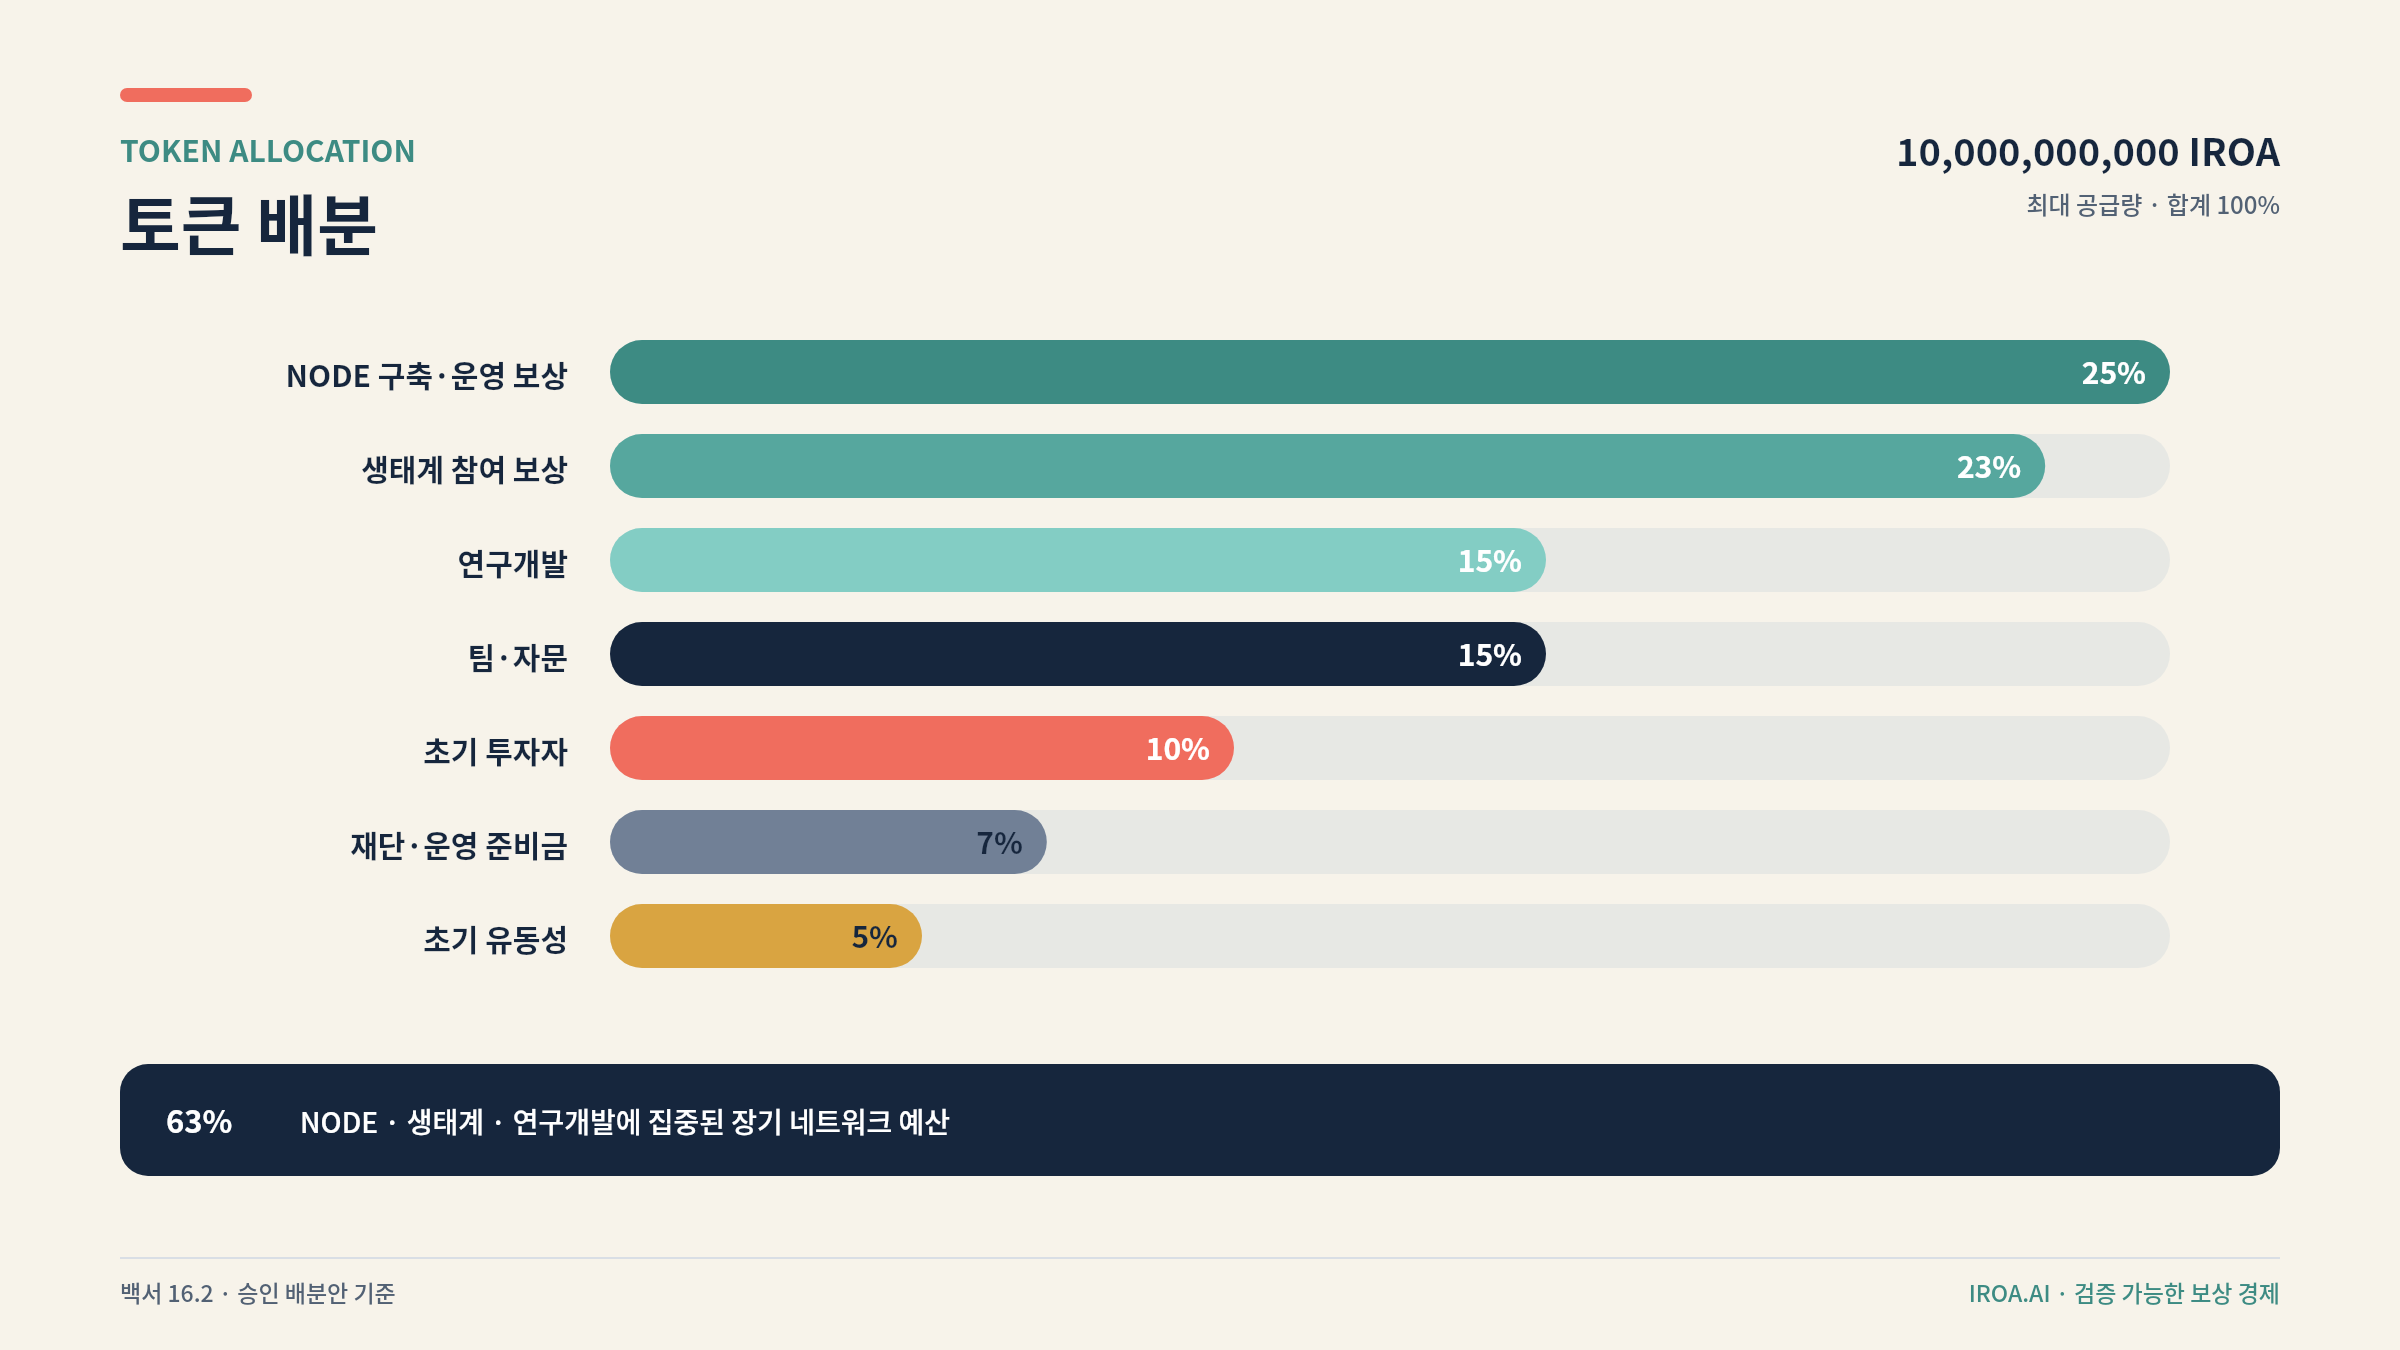 TOKEN ALLOCATION
토큰 배분
10,000,000,000 IROA
최대 공급량 · 합계 100%
NODE 구축·운영 보상 25%
생태계 참여 보상 23%
연구개발 15%
팀·자문 15%
초기 투자자 10%
재단·운영 준비금 7%
초기 유동성 5%
63% NODE · 생태계 · 연구개발에 집중된 장기 네트워크 예산
백서 16.2 · 승인 배분안 기준
IROA.AI · 검증 가능한 보상 경제